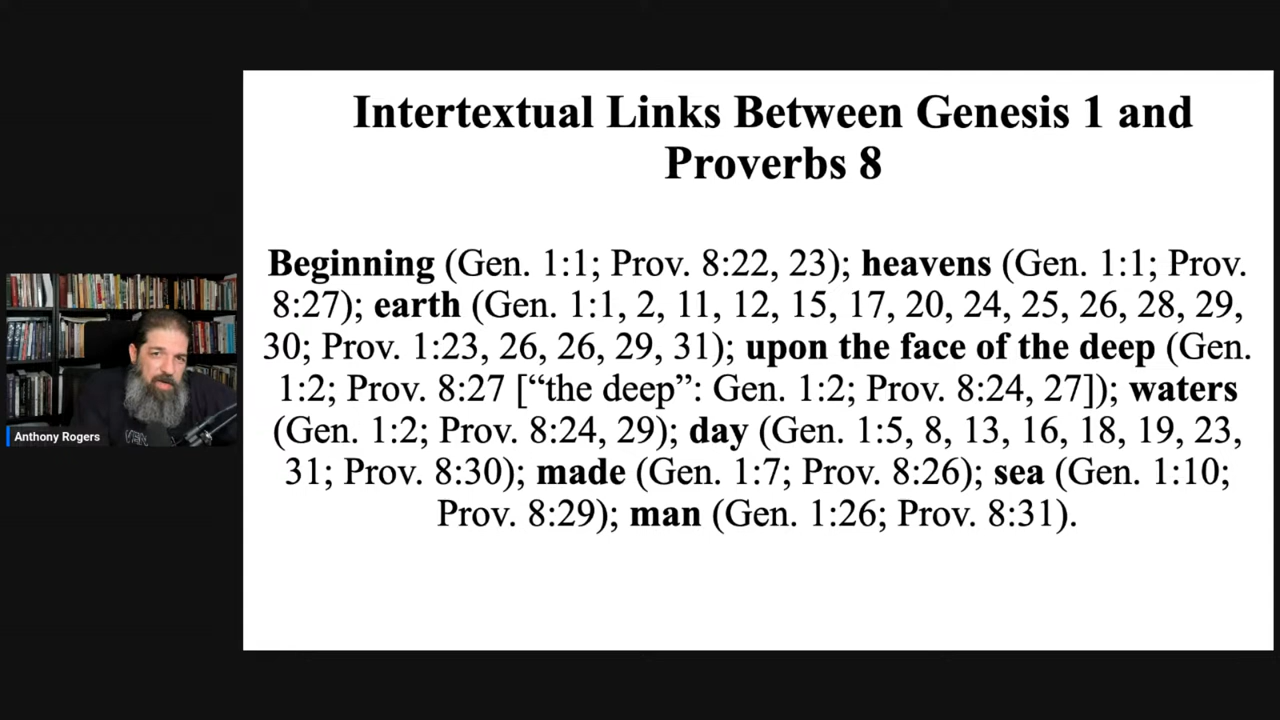 Intertextual Links Between Genesis 1 and
Proverbs 8
Beginning (Gen. 1:1; Prov. 8:22, 23); heavens (Gen. 1:1; Prov.
8:27); earth (Gen. 1:1, 2, 11, 12, 15, 17, 20, 24, 25, 26, 28, 29,
30; Prov. 1:23, 26, 26, 29, 31); upon the face of the deep (Gen.
1:2; Prov. 8:27 [“the deep”: Gen. 1:2; Prov. 8:24, 27]); waters
(Gen. 1:2; Prov. 8:24, 29); day (Gen. 1:5, 8, 13, 16, 18, 19, 23,
31; Prov. 8:30); made (Gen. 1:7; Prov. 8:26); sea (Gen. 1:10;
Prov. 8:29); man (Gen. 1:26; Prov. 8:31).
Anthony Rogers